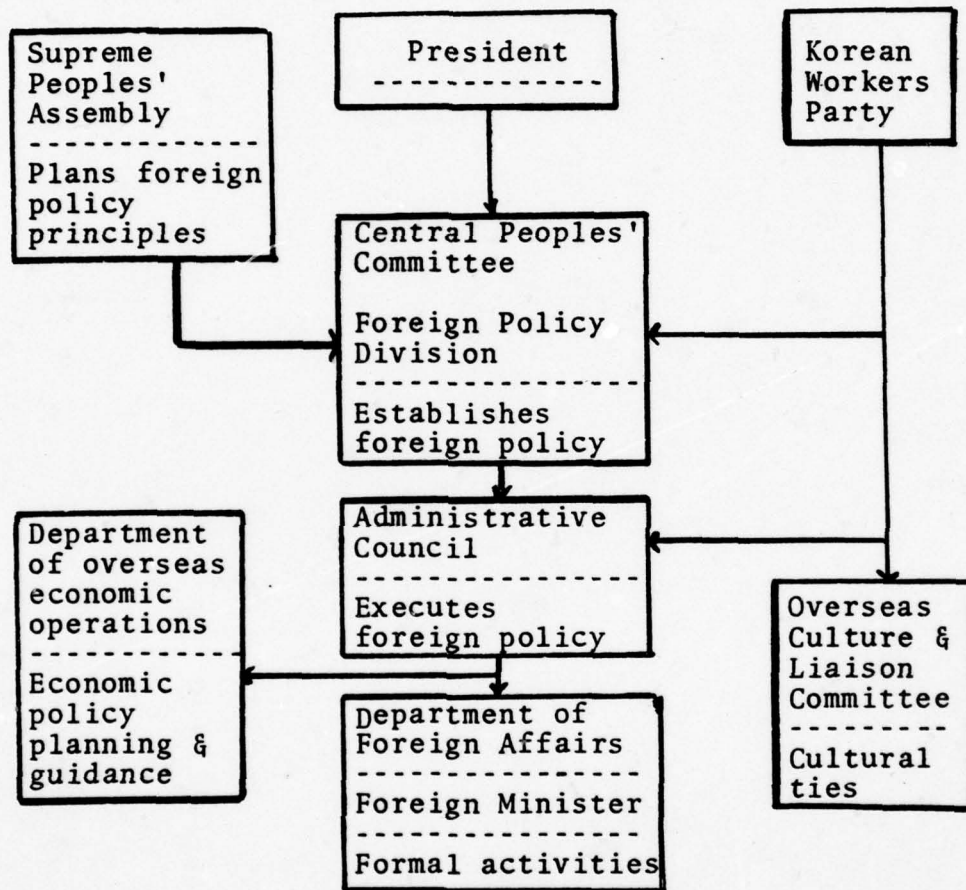 Supreme
Peoples'
Assembly
- - - - - - - - - - - - -
Plans foreign
policy
principles
President
- - - - - - - - - - - - -
Korean
Workers
Party
Central Peoples'
Committee
Foreign Policy
Division
- - - - - - - - - - - - - - - -
Establishes
foreign policy
Administrative
Council
- - - - - - - - - - - - - - - -
Executes
foreign policy
Department
of overseas
economic
operations
- - - - - - - - - - -
Economic
policy
planning &
guidance
Department of
Foreign Affairs
- - - - - - - - - - - - - - - -
Foreign Minister
- - - - - - - - - - - - - - - -
Formal activities
Overseas
Culture &
Liaison
Committee
- - - - - - - - -
Cultural
ties